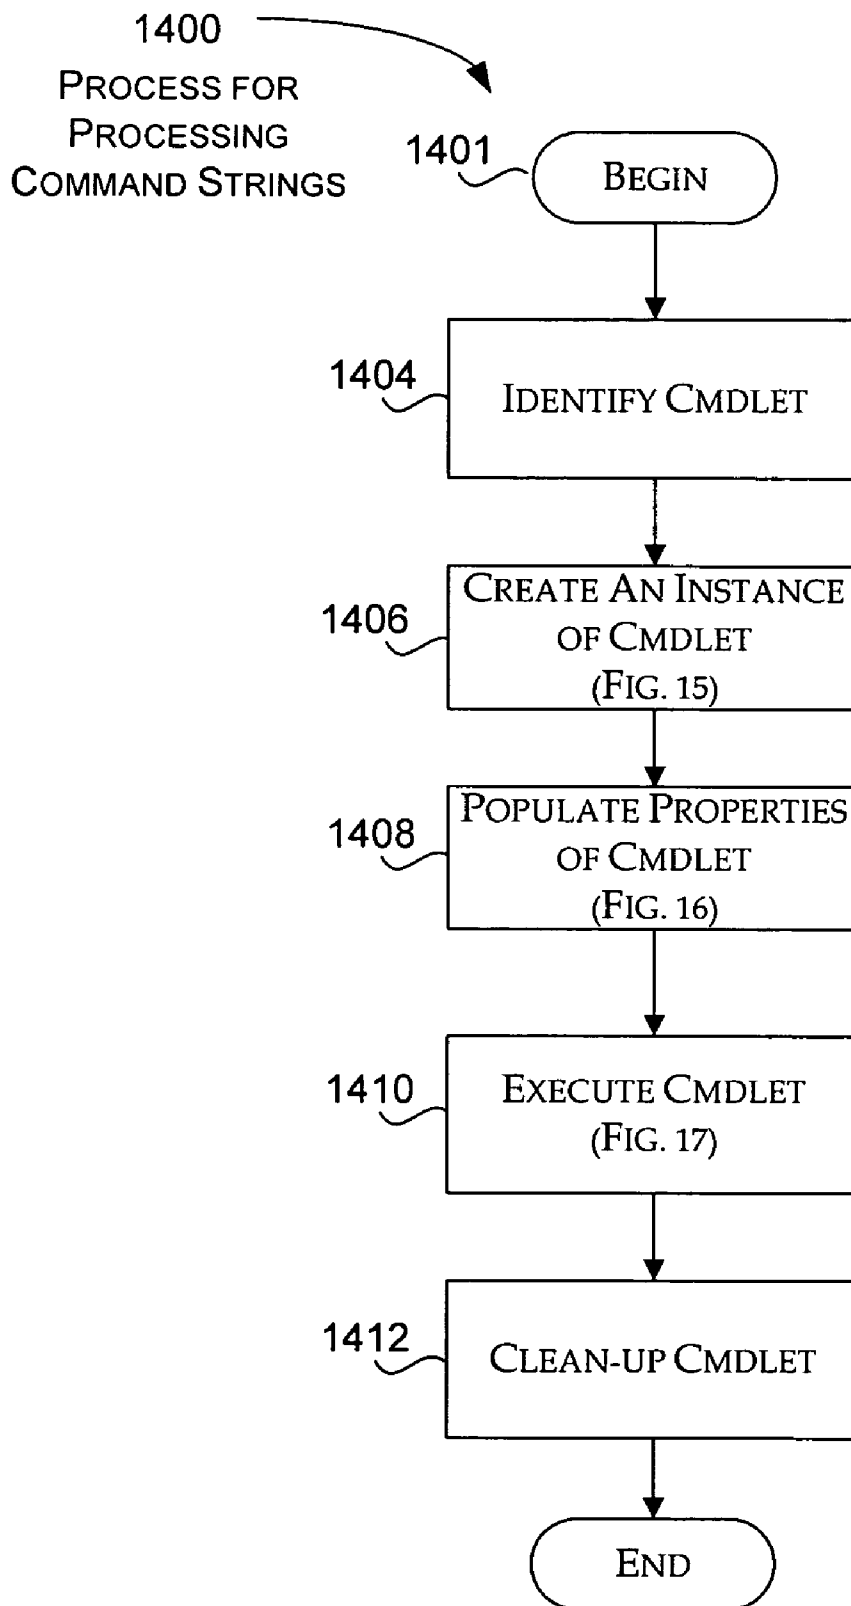 1400
PROCESS FOR
PROCESSING
COMMAND STRINGS
1401
BEGIN
1404
IDENTIFY CMDLET
1406
CREATE AN INSTANCE
OF CMDLET
(FIG. 15)
1408
POPULATE PROPERTIES
OF CMDLET
(FIG. 16)
1410
EXECUTE CMDLET
(FIG. 17)
1412
CLEAN-UP CMDLET
END